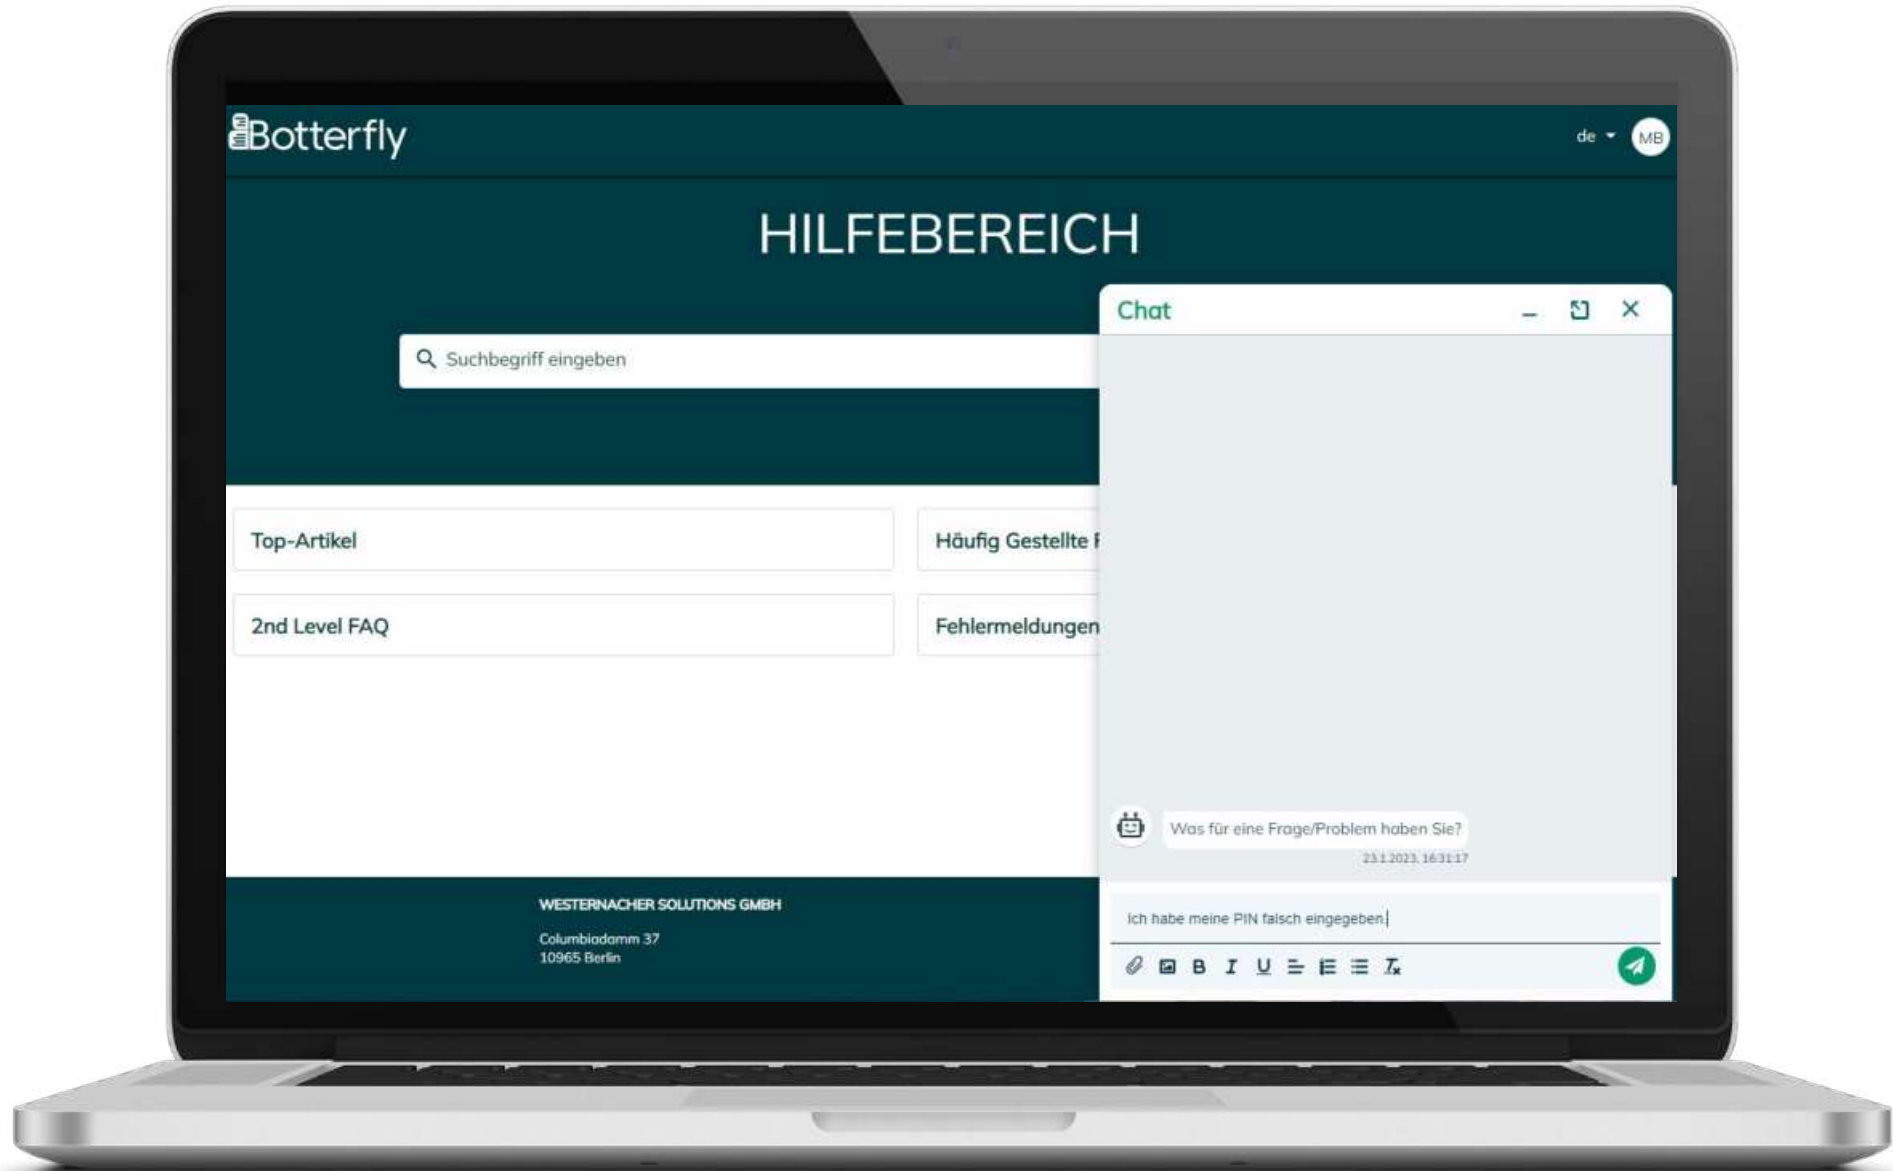 Botterfly
de
MB
HILFEBEREICH
Chat
Suchbegriff eingeben
Top-Artikel
Häufig Gestellte F
2nd Level FAQ
Fehlermeldungen
Was für eine Frage/Problem haben Sie?
23.1.2023, 16:31:17
WESTERNACHER SOLUTIONS GMBH
Columbiadamm 37
10965 Berlin
Ich habe meine PIN falsch eingegeben.